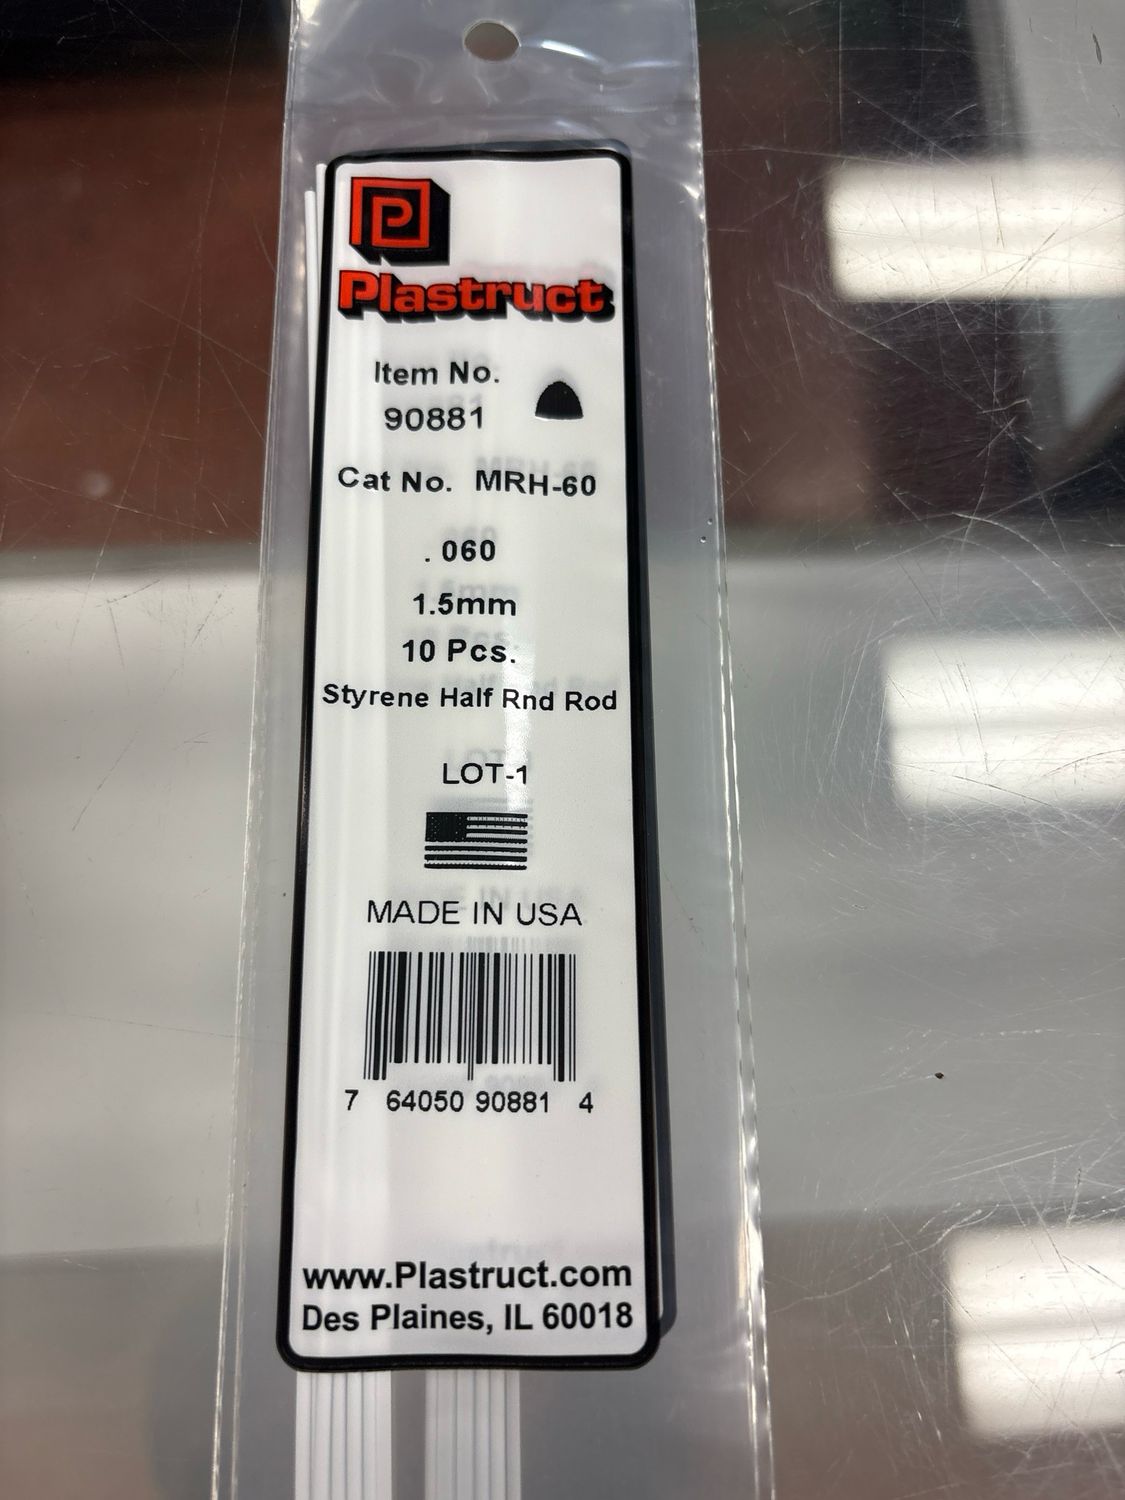 P
Plastruct
Item No.
90881
Cat No. MRH-60
.060
1.5mm
10 Pcs.
Styrene Half Rnd Rod
LOT-1
MADE IN USA
7 64050 90881 4
www.Plastruct.com
Des Plaines, IL 60018